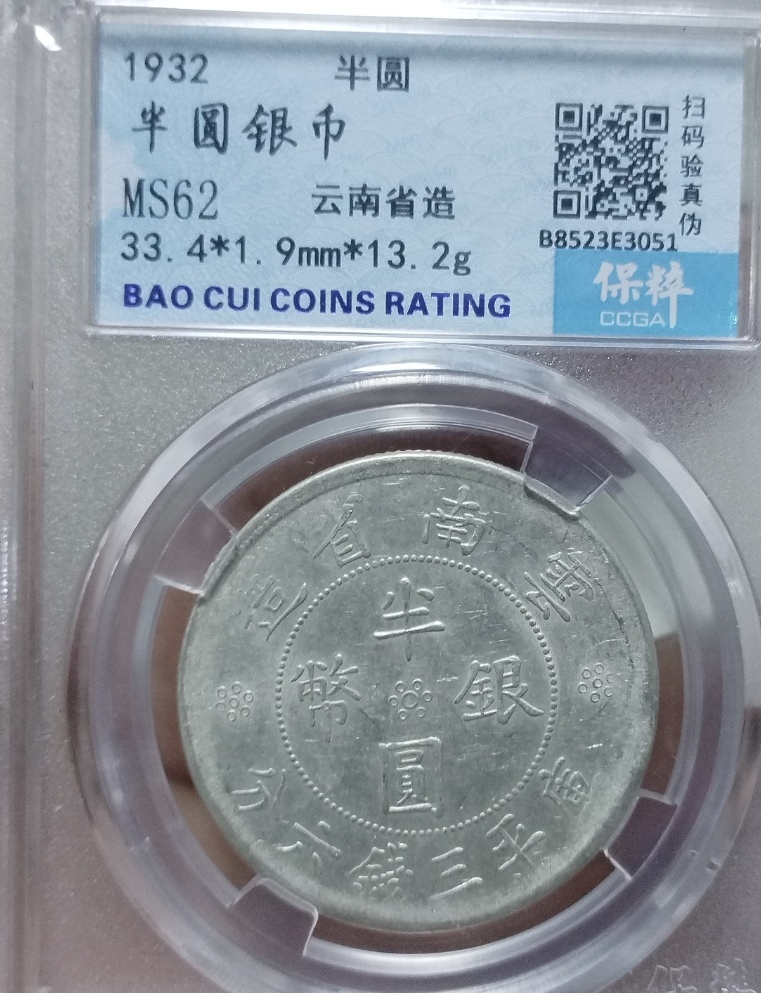 1932 半圆
半圆银币
MS62 云南省造
33.4*1.9mm*13.2g
BAO CUI COINS RATING
扫码验真伪
B8523E3051
保粹
CCGA
雲南省造
半圓
銀幣
庫平三錢六分